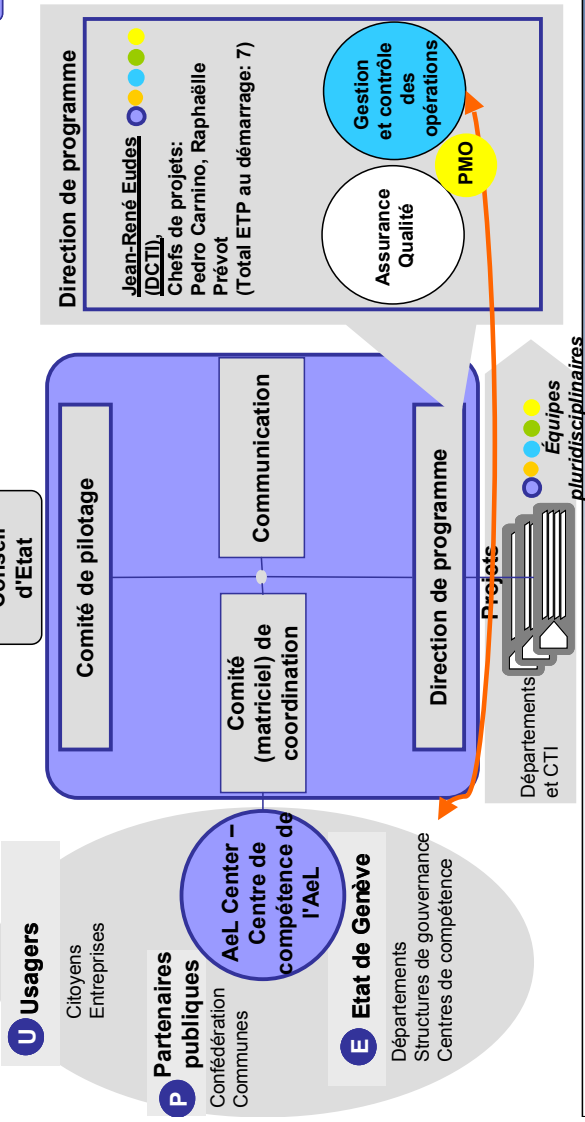 Conseil
d'Etat
U Usagers
Citoyens
Entreprises
P Partenaires
publiques
Confédération
Communes
AeL Center –
Centre de
compétence de
l'AeL
E Etat de Genève
Départements
Structures de gouvernance
Centres de compétence
Comité de pilotage
Comité
(matriciel) de
coordination
Communication
Direction de programme
Projets
Départements
et CTI
Équipes
pluridisciplinaires
Direction de programme
Jean-René Eudes
(DCTI),
Chefs de projets:
Pedro Carnino, Raphaëlle
Prévot
(Total ETP au démarrage: 7)
Assurance
Qualité
Gestion
et contrôle
des
opérations
PMO